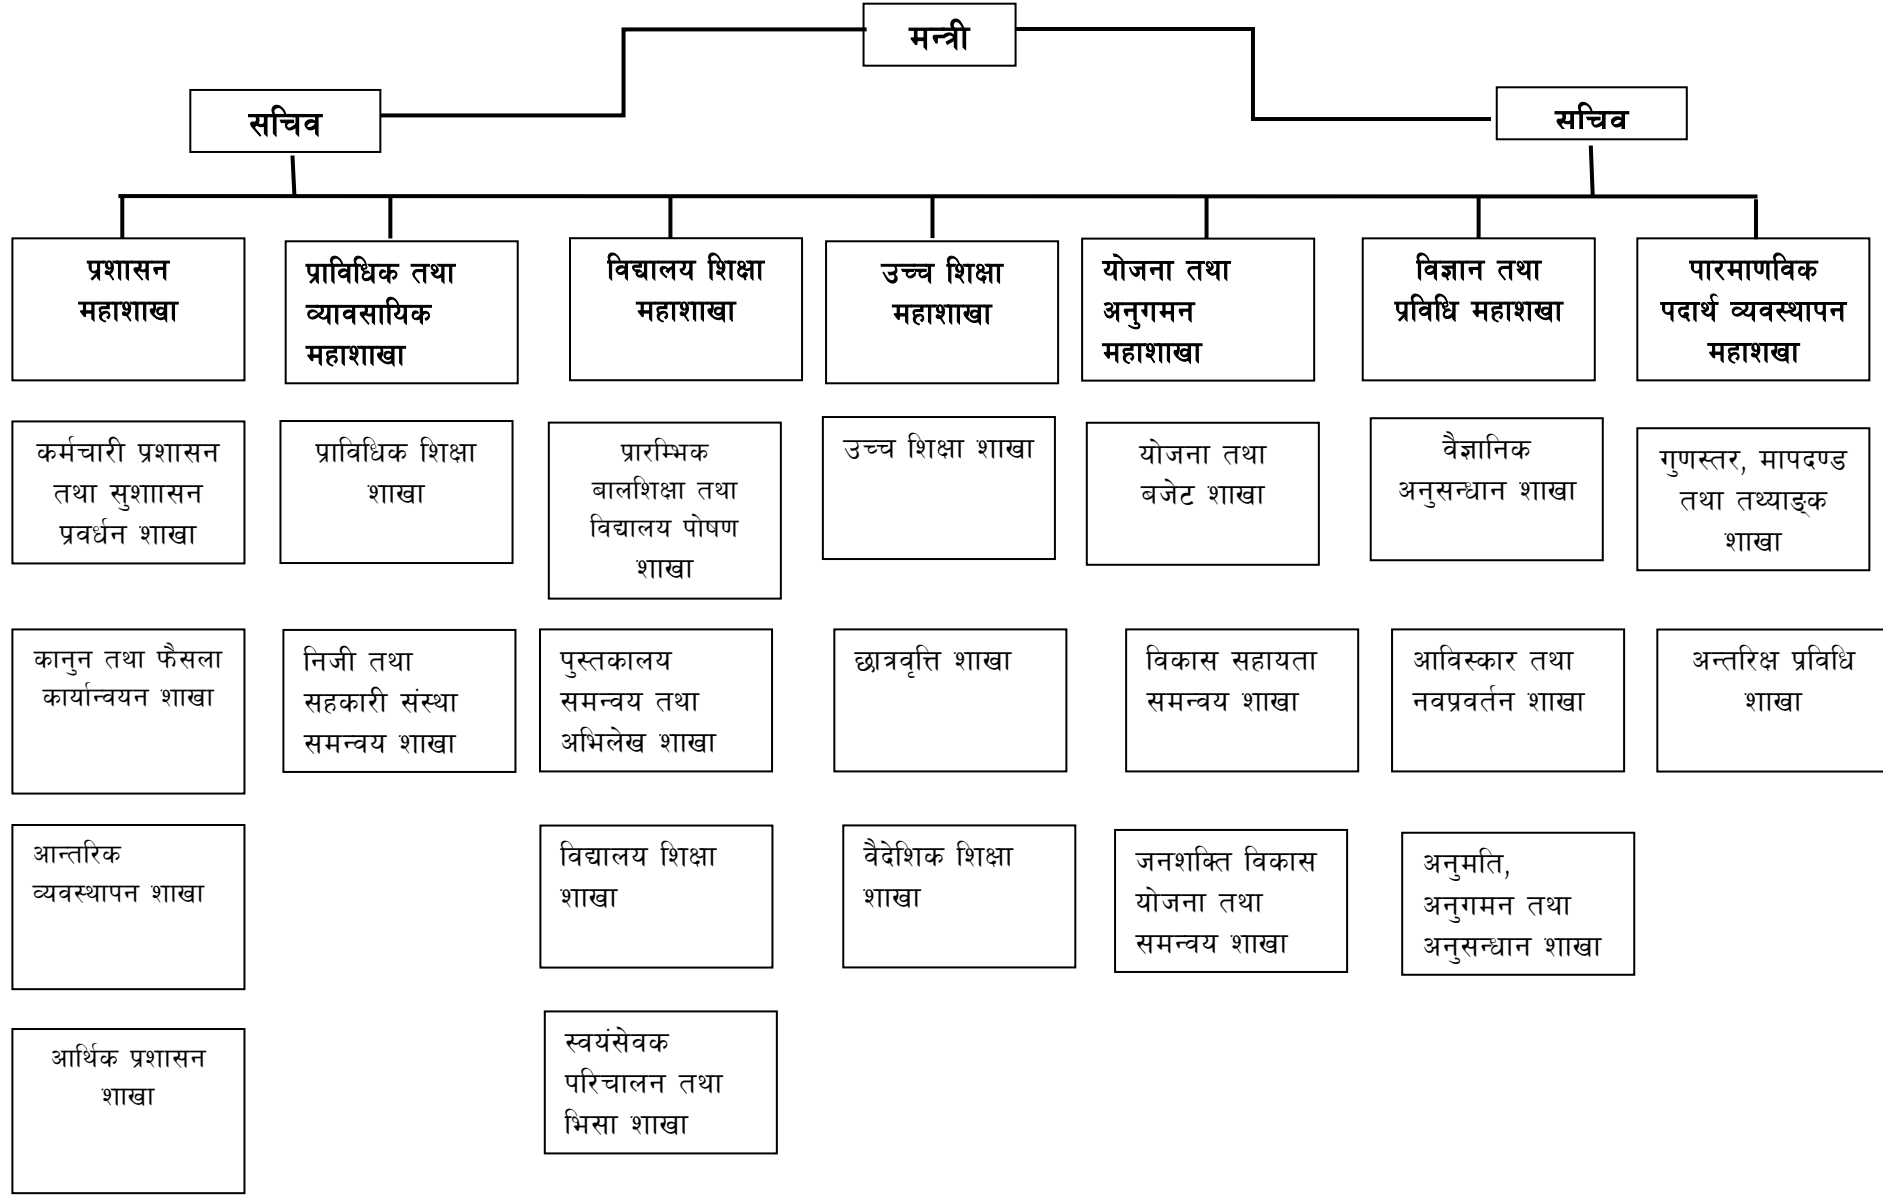 मन्त्री
सचिव
सचिव
प्रशासन
महाशाखा
प्राविधिक तथा
व्यावसायिक
महाशाखा
विद्यालय शिक्षा
महाशाखा
उच्च शिक्षा
महाशाखा
योजना तथा
अनुगमन
महाशाखा
विज्ञान तथा
प्रविधि महाशखा
पारमाणविक
पदार्थ व्यवस्थापन
महाशखा
कर्मचारी प्रशासन
तथा सुशाासन
प्रवर्धन शाखा
प्राविधिक शिक्षा
शाखा
प्रारम्भिक
बालशिक्षा तथा
विद्यालय पोषण
शाखा
उच्च शिक्षा शाखा
योजना तथा
बजेट शाखा
वैज्ञानिक
अनुसन्धान शाखा
गुणस्तर, मापदण्ड
तथा तथ्याङ्क
शाखा
कानुन तथा फैसला
कार्यान्वयन शाखा
निजी तथा
सहकारी संस्था
समन्वय शाखा
पुस्तकालय
समन्वय तथा
अभिलेख शाखा
छात्रवृत्ति शाखा
विकास सहायता
समन्वय शाखा
आविस्कार तथा
नवप्रवर्तन शाखा
अन्तरिक्ष प्रविधि
शाखा
आन्तरिक
व्यवस्थापन शाखा
विद्यालय शिक्षा
शाखा
वैदेशिक शिक्षा
शाखा
जनशक्ति विकास
योजना तथा
समन्वय शाखा
अनुमति,
अनुगमन तथा
अनुसन्धान शाखा
आर्थिक प्रशासन
शाखा
स्वयंसेवक
परिचालन तथा
भिसा शाखा